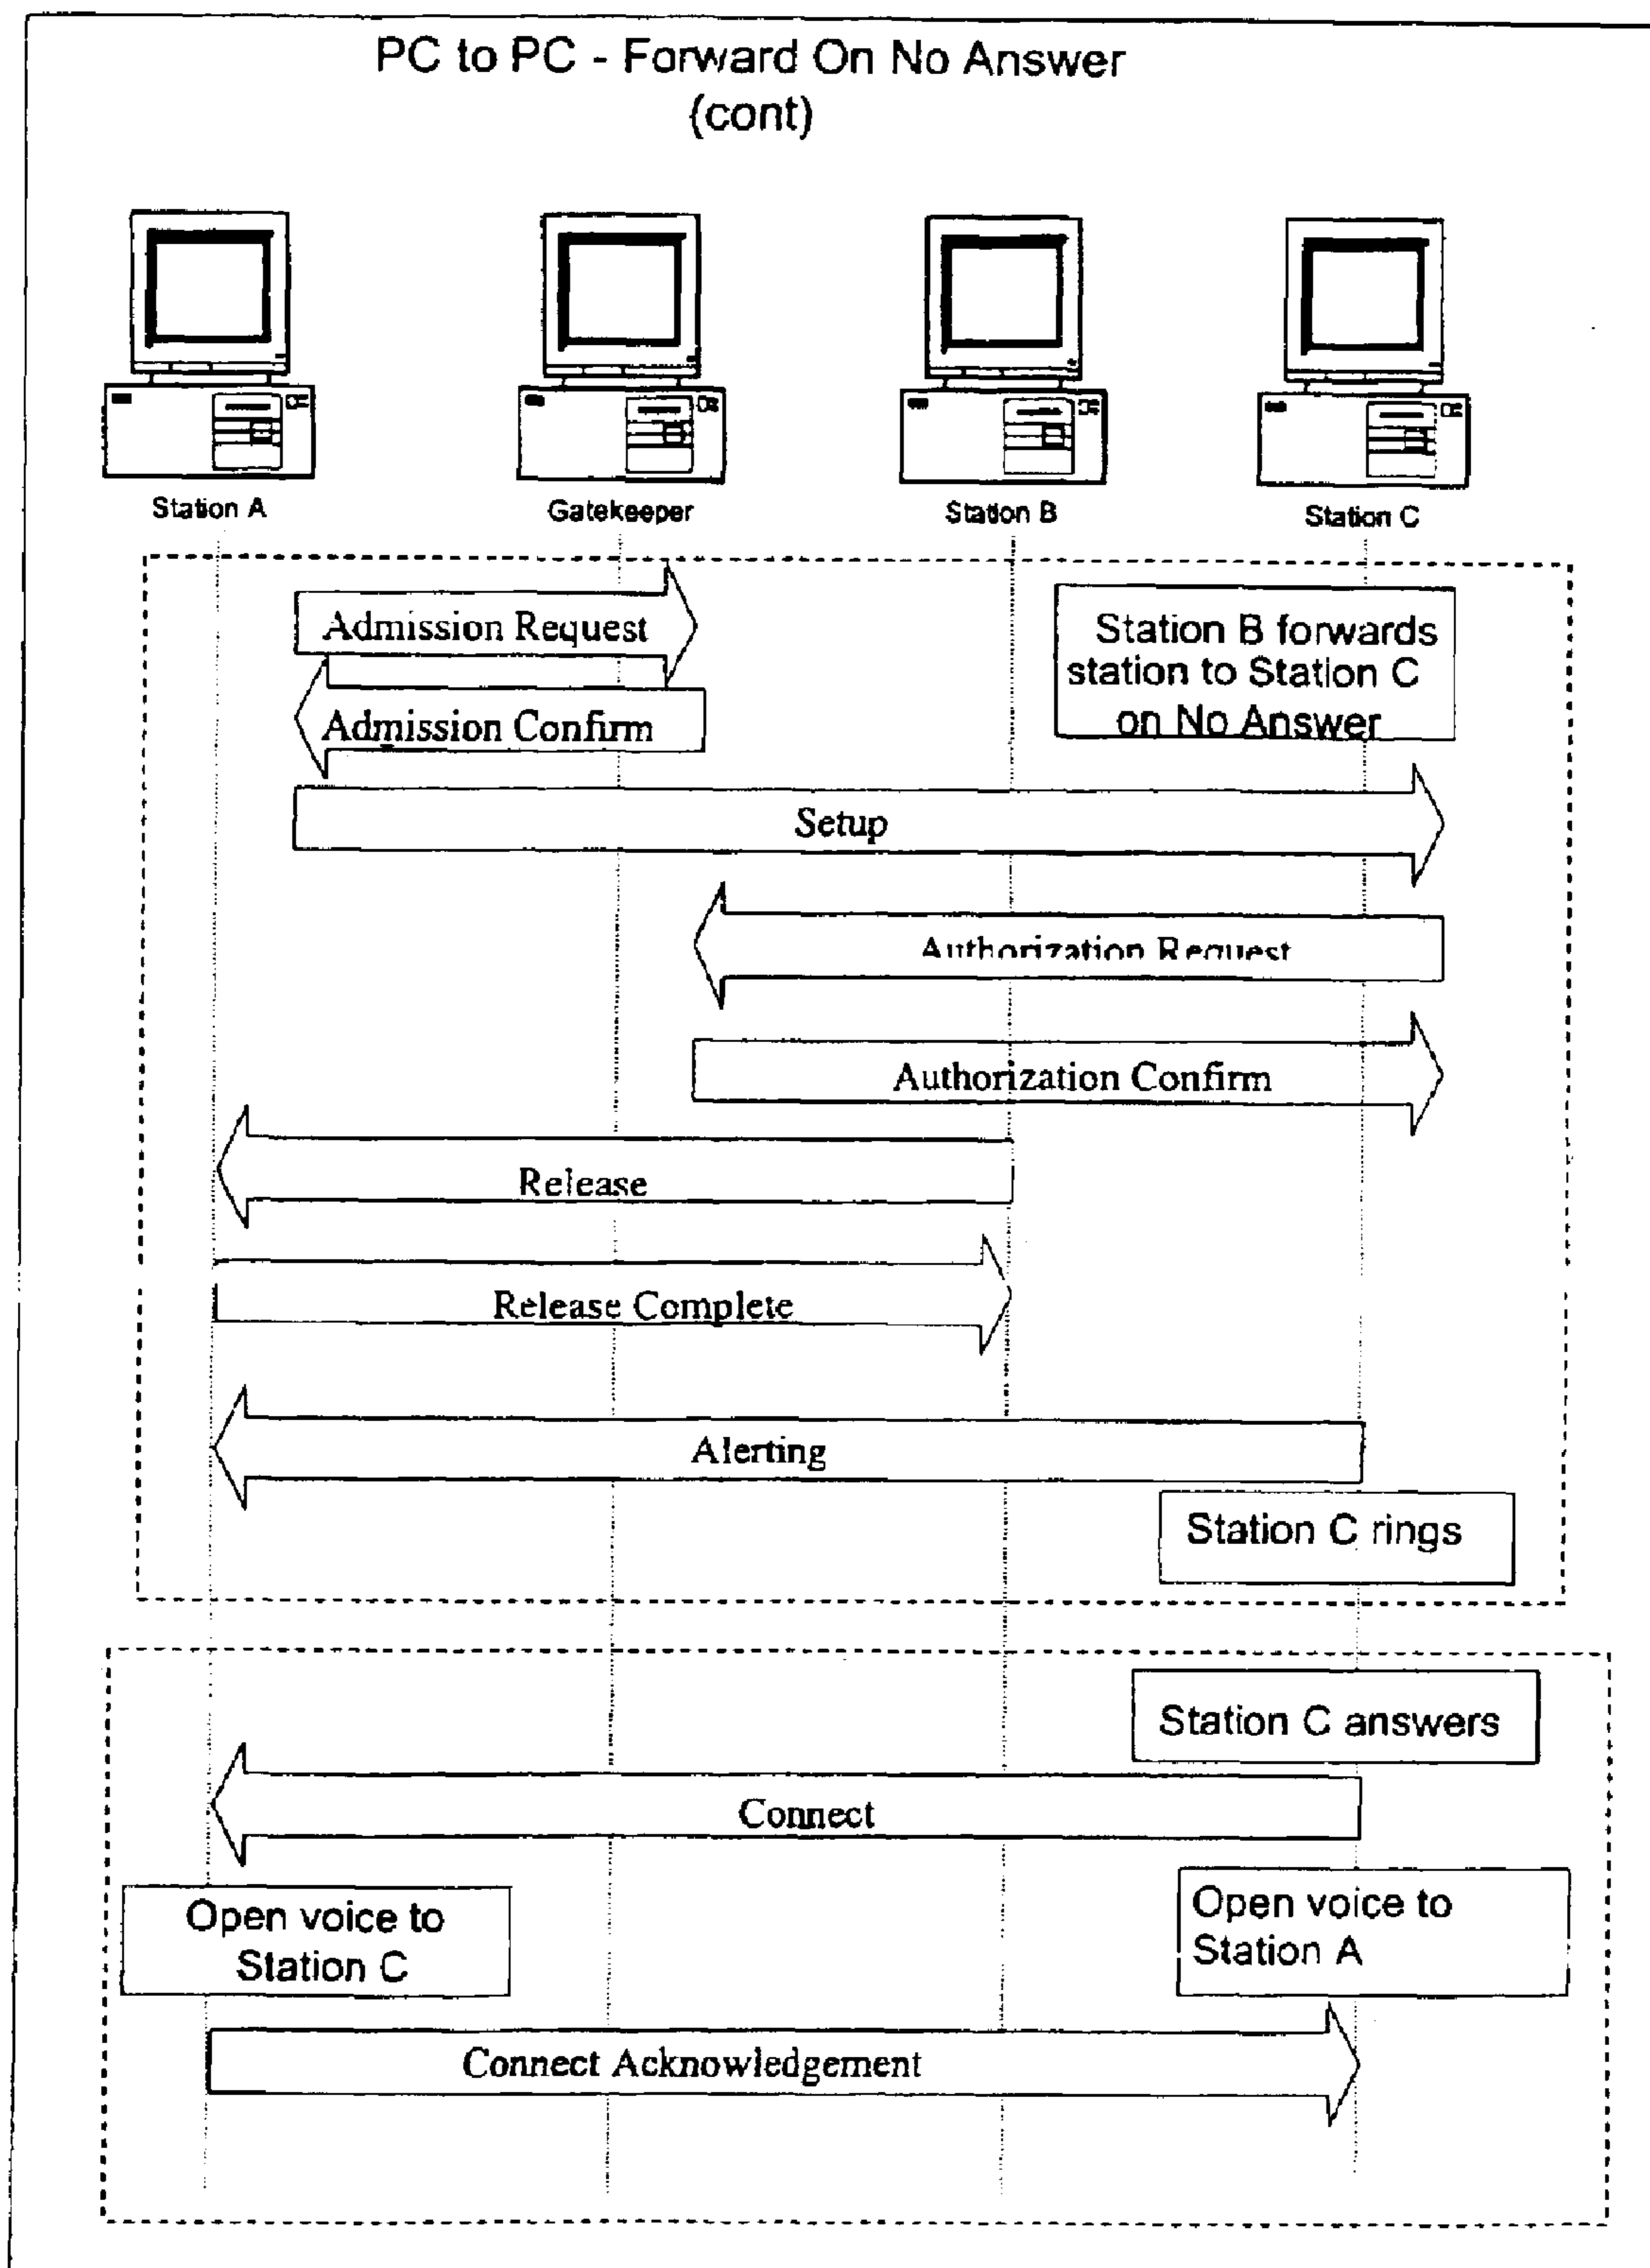 PC to PC - Forward On No Answer
(cont)
Station A
Gatekeeper
Station B
Station C
Admission Request
Station B forwards
station to Station C
on No Answer
Admission Confirm
Setup
Authorization Request
Authorization Confirm
Release
Release Complete
Alerting
Station C rings
Station C answers
Connect
Open voice to
Station C
Open voice to
Station A
Connect Acknowledgement